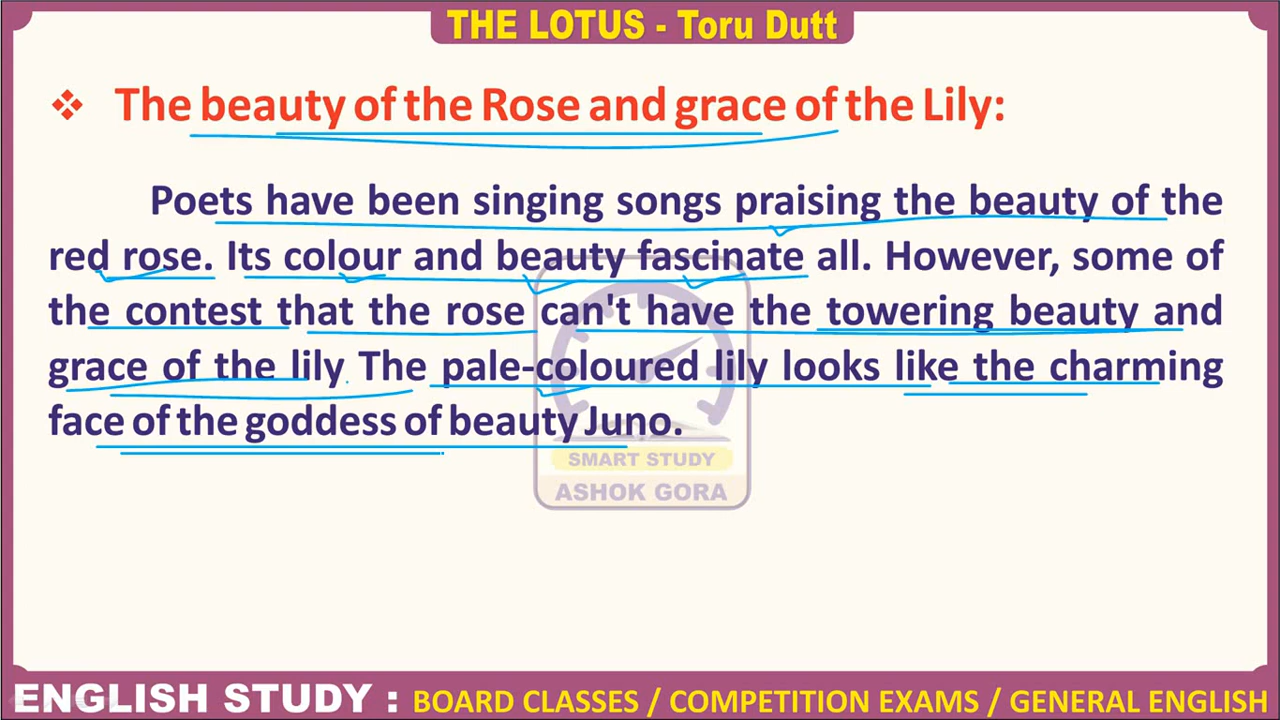 THE LOTUS - Toru Dutt
❖ The beauty of the Rose and grace of the Lily:
Poets have been singing songs praising the beauty of the
red rose. Its colour and beauty fascinate all. However, some of
the contest that the rose can't have the towering beauty and
grace of the lily The pale-coloured lily looks like the charming
face of the goddess of beauty Juno.
SMART STUDY
ASHOK GORA
ENGLISH STUDY : BOARD CLASSES / COMPETITION EXAMS / GENERAL ENGLISH